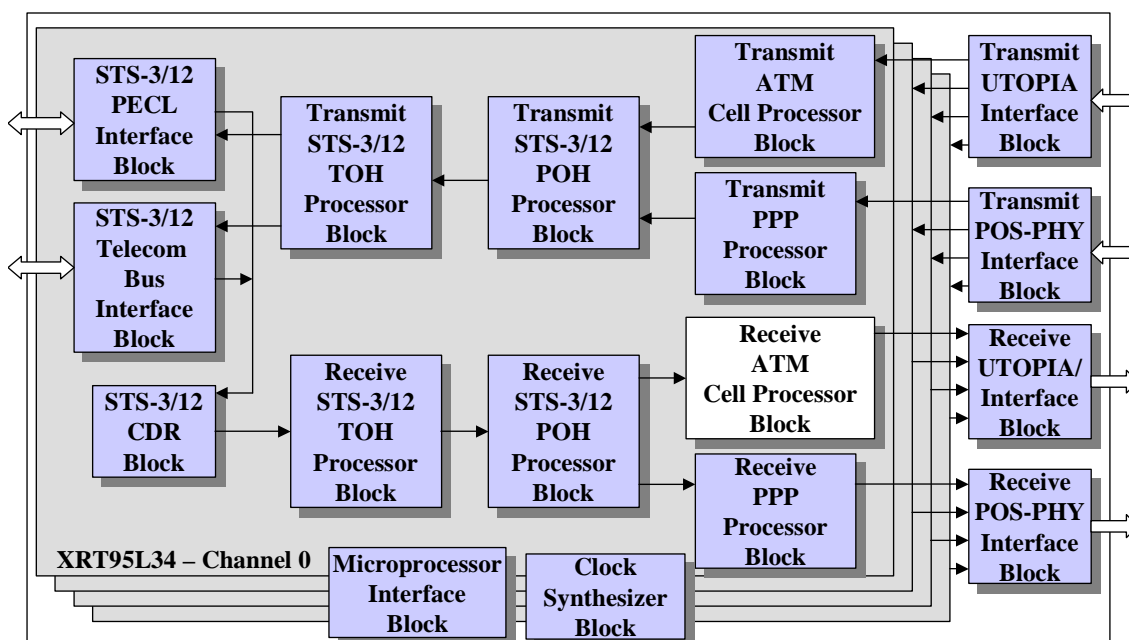 STS-3/12
PECL
Interface
Block
Transmit
STS-3/12
TOH
Processor
Block
Transmit
STS-3/12
POH
Processor
Block
Transmit
ATM
Cell Processor
Block
Transmit
UTOPIA
Interface
Block
STS-3/12
Telecom
Bus
Interface
Block
Transmit
PPP
Processor
Block
Transmit
POS-PHY
Interface
Block
STS-3/12
CDR
Block
Receive
STS-3/12
TOH
Processor
Block
Receive
STS-3/12
POH
Processor
Block
Receive
ATM
Cell Processor
Block
Receive
UTOPIA/
Interface
Block
Receive
PPP
Processor
Block
Receive
POS-PHY
Interface
Block
XRT95L34 – Channel 0
Microprocessor
Interface
Block
Clock
Synthesizer
Block